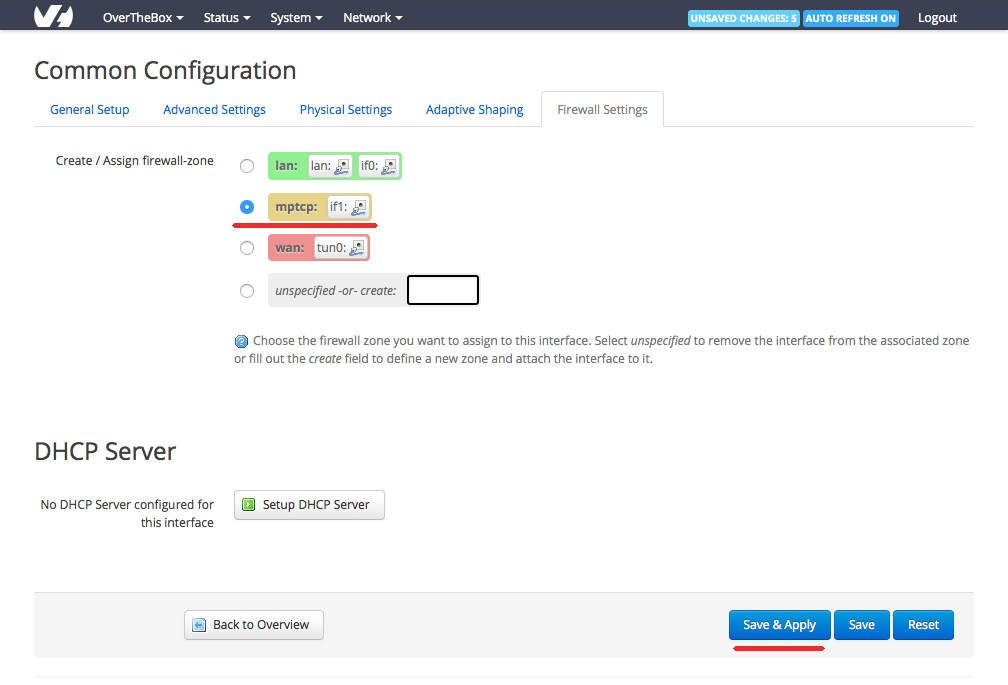 OverTheBox Status System Network UNSAVED CHANGES: 5 AUTO REFRESH ON Logout
Common Configuration
General Setup Advanced Settings Physical Settings Adaptive Shaping Firewall Settings
Create / Assign firewall-zone
lan: lan: if0:
mptcp: if1:
wan: tun0:
unspecified -or- create:
Choose the firewall zone you want to assign to this interface. Select unspecified to remove the interface from the associated zone
or fill out the create field to define a new zone and attach the interface to it.
DHCP Server
No DHCP Server configured for
this interface
Setup DHCP Server
Back to Overview Save & Apply Save Reset